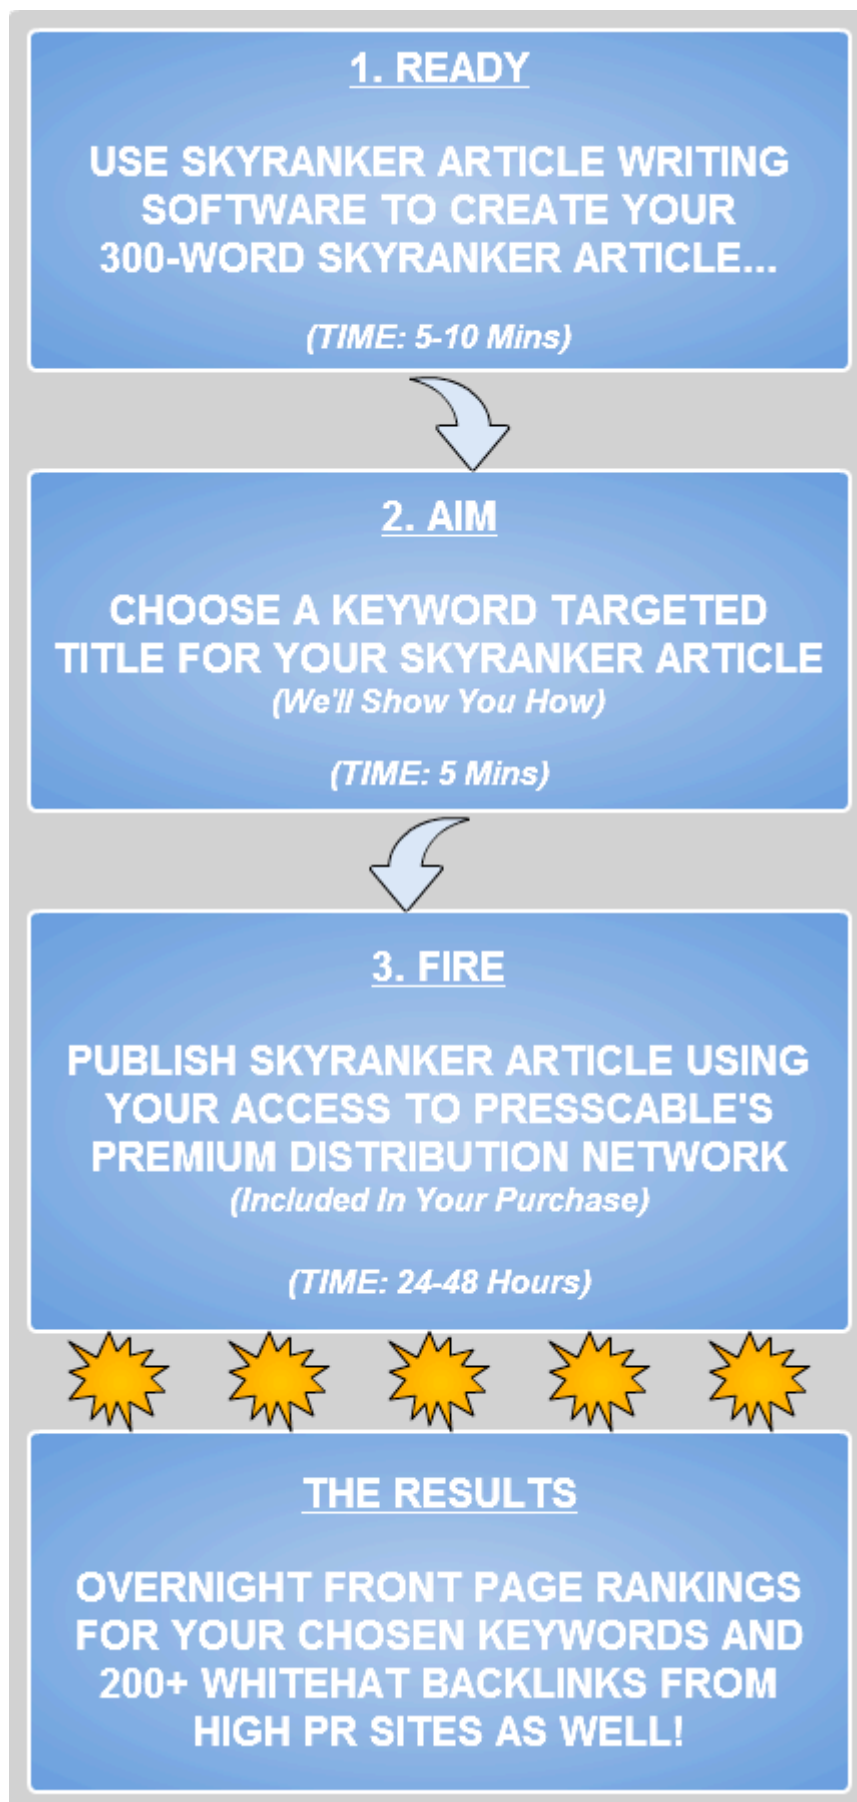 1. READY
USE SKYRANKER ARTICLE WRITING
SOFTWARE TO CREATE YOUR
300-WORD SKYRANKER ARTICLE...
(TIME: 5-10 Mins)
2. AIM
CHOOSE A KEYWORD TARGETED
TITLE FOR YOUR SKYRANKER ARTICLE
(We'll Show You How)
(TIME: 5 Mins)
3. FIRE
PUBLISH SKYRANKER ARTICLE USING
YOUR ACCESS TO PRESSCABLE'S
PREMIUM DISTRIBUTION NETWORK
(Included In Your Purchase)
(TIME: 24-48 Hours)
THE RESULTS
OVERNIGHT FRONT PAGE RANKINGS
FOR YOUR CHOSEN KEYWORDS AND
200+ WHITEHAT BACKLINKS FROM
HIGH PR SITES AS WELL!